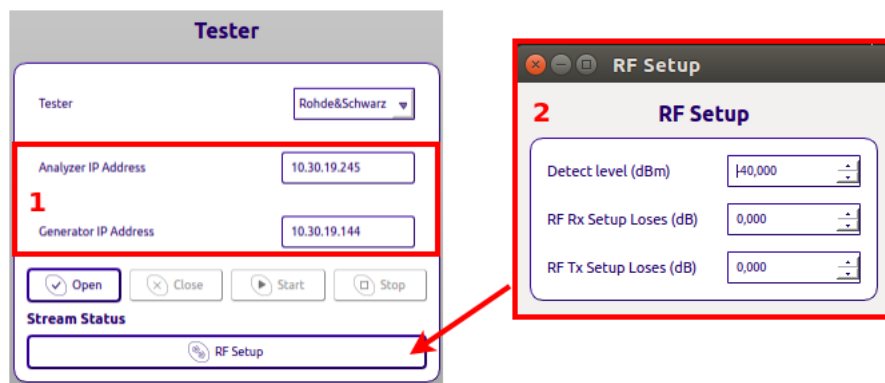 Tester
Tester
Rohde&Schwarz
Analyzer IP Address
10.30.19.245
1
Generator IP Address
10.30.19.144
Open
Close
Start
Stop
Stream Status
RF Setup
RF Setup
2
RF Setup
Detect level (dBm)
-40,000
RF Rx Setup Loses (dB)
0,000
RF Tx Setup Loses (dB)
0,000